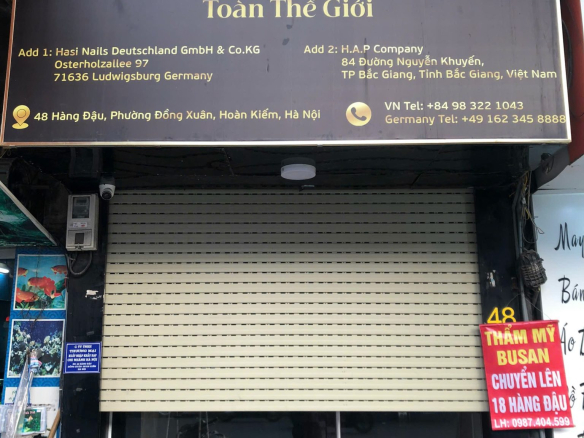 Toàn Thế Giới
Add 1: Hasi Nails Deutschland GmbH & Co.KG
Osterholzallee 97
71636 Ludwigsburg Germany
Add 2: H.A.P Company
84 Đường Nguyễn Khuyến,
TP Bắc Giang, Tỉnh Bắc Giang, Việt Nam
48 Hàng Đậu, Phường Đồng Xuân, Hoàn Kiếm, Hà Nội
VN Tel: +84 98 322 1043
Germany Tel: +49 162 345 8888
48
THẨM MỸ
BUSAN
CHUYỂN LÊN
18 HÀNG ĐẬU
LH: 0987.404.599
May
Bán
Áo